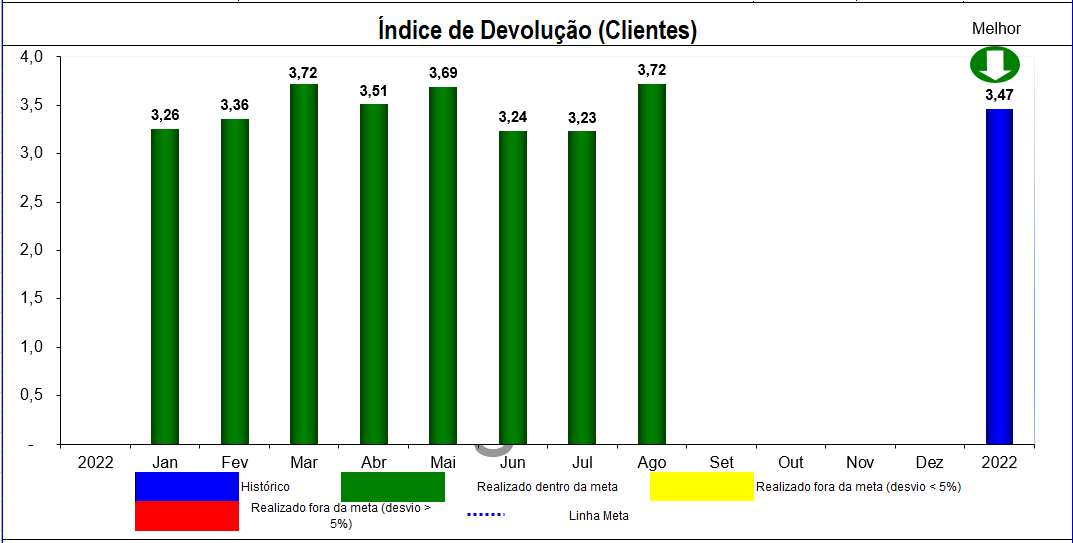 Índice de Devolução (Clientes)
Melhor
4,0
3,5
3,0
2,5
2,0
1,5
1,0
0,5
-
3,26
3,36
3,72
3,51
3,69
3,24
3,23
3,72
3,47
2022 Jan Fev Mar Abr Mai Jun Jul Ago Set Out Nov Dez 2022
Histórico
Realizado dentro da meta
Realizado fora da meta (desvio < 5%)
Realizado fora da meta (desvio >
5%)
Linha Meta